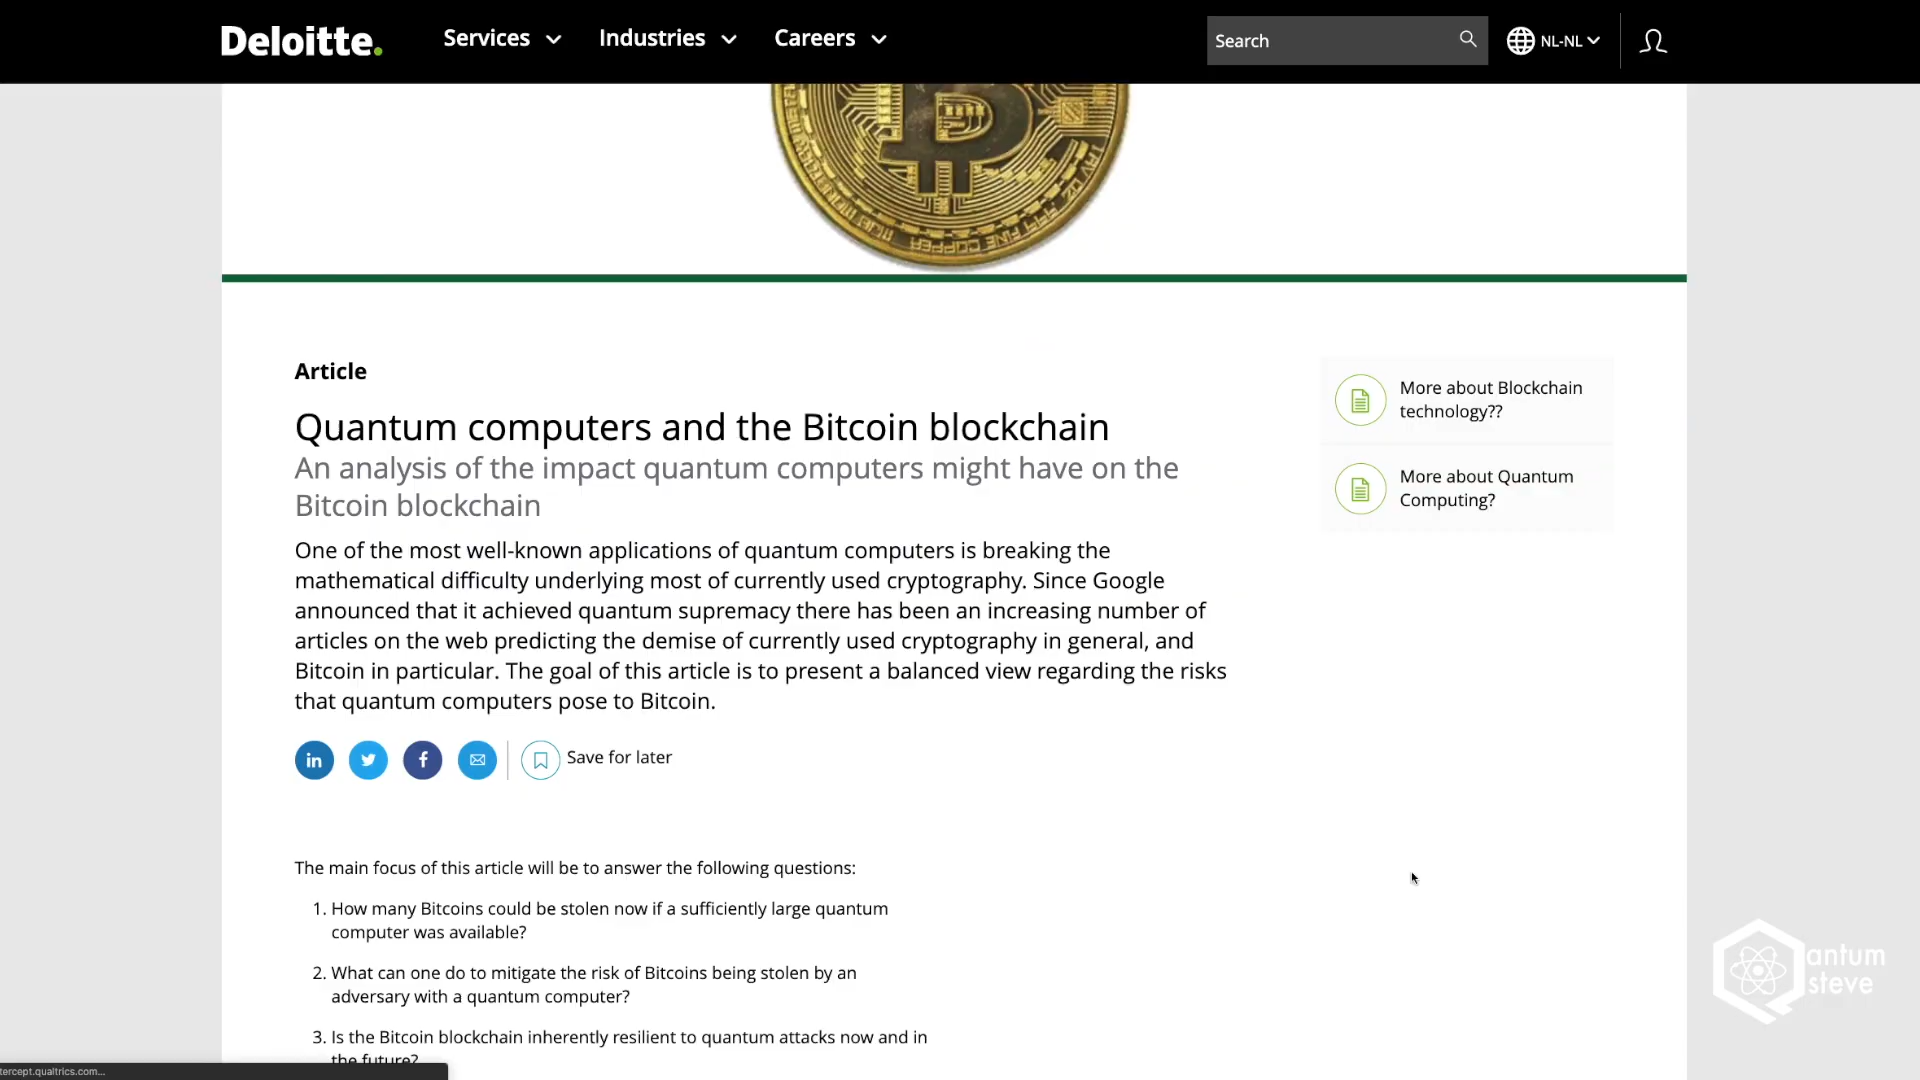 Deloitte.
Services
Industries
Careers
Search
NL-NL
Article
Quantum computers and the Bitcoin blockchain
An analysis of the impact quantum computers might have on the
Bitcoin blockchain
One of the most well-known applications of quantum computers is breaking the
mathematical difficulty underlying most of currently used cryptography. Since Google
announced that it achieved quantum supremacy there has been an increasing number of
articles on the web predicting the demise of currently used cryptography in general, and
Bitcoin in particular. The goal of this article is to present a balanced view regarding the risks
that quantum computers pose to Bitcoin.
Save for later
More about Blockchain
technology??
More about Quantum
Computing?
The main focus of this article will be to answer the following questions:
1. How many Bitcoins could be stolen now if a sufficiently large quantum
computer was available?
2. What can one do to mitigate the risk of Bitcoins being stolen by an
adversary with a quantum computer?
3. Is the Bitcoin blockchain inherently resilient to quantum attacks now and in
the future?
tercept.qualtrics.com...
Qantum
steve